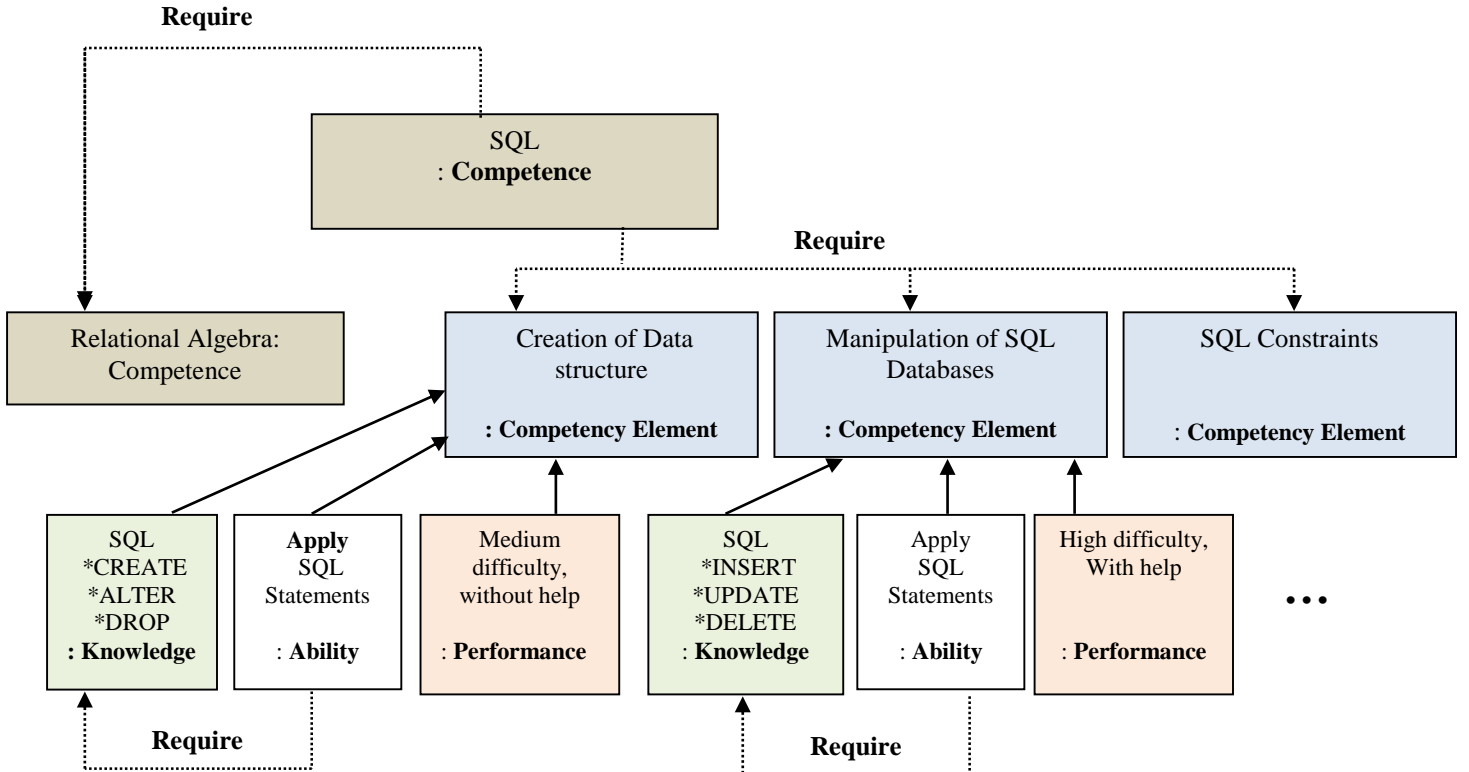 Require
SQL
: Competence
Require
Relational Algebra:
Competence
Creation of Data
structure
: Competency Element
Manipulation of SQL
Databases
: Competency Element
SQL Constraints
: Competency Element
SQL
*CREATE
*ALTER
*DROP
: Knowledge
Apply
SQL
Statements
: Ability
Medium
difficulty,
without help
: Performance
SQL
*INSERT
*UPDATE
*DELETE
: Knowledge
Apply
SQL
Statements
: Ability
High difficulty,
With help
: Performance
...
Require
Require